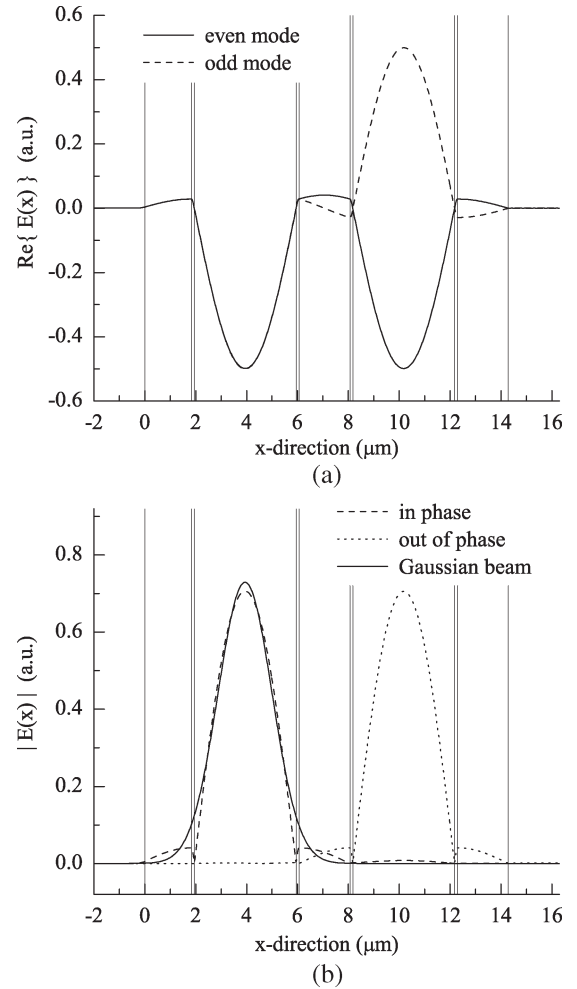 0.6
even mode
odd mode
0.4
0.2
0.0
-0.2
-0.4
-0.6
Re{ E(x) } (a.u.)
-2 0 2 4 6 8 10 12 14 16
x-direction (μm)
(a)
in phase
out of phase
Gaussian beam
0.8
0.6
0.4
0.2
0.0
| E(x) | (a.u.)
-2 0 2 4 6 8 10 12 14 16
x-direction (μm)
(b)